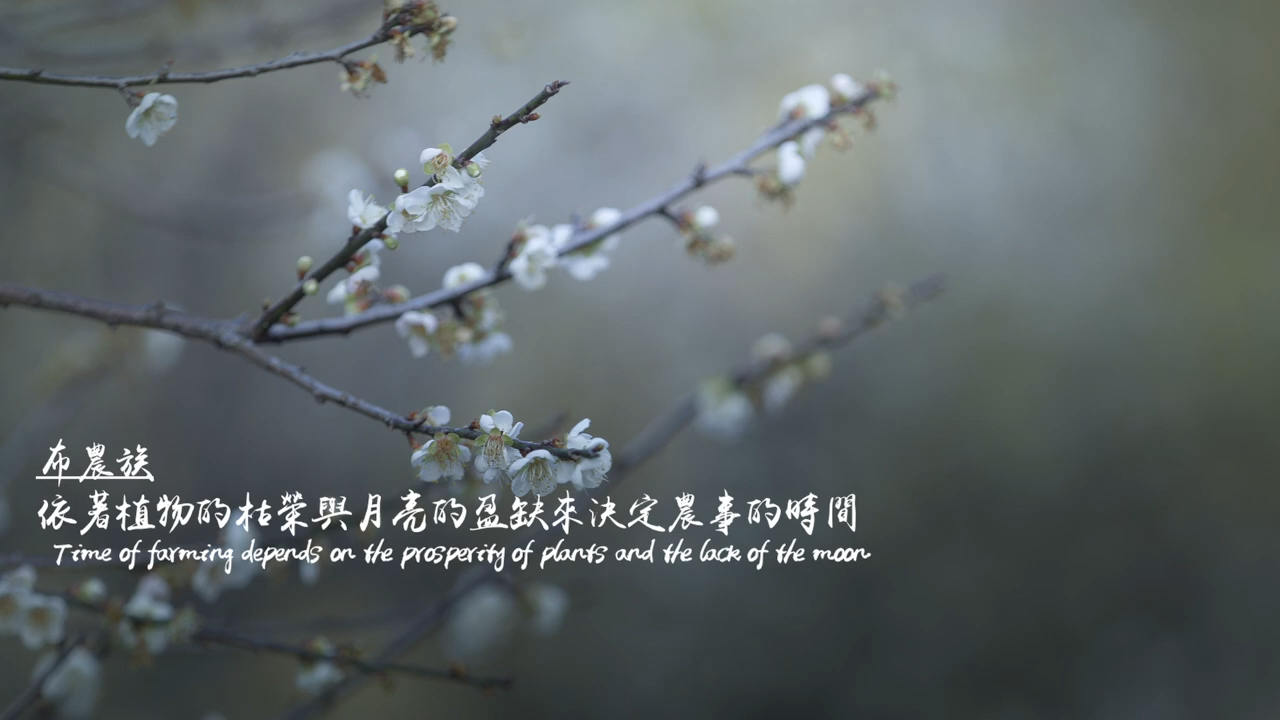 布農族
依著植物的枯榮與月亮的盈缺來決定農事的時間
Time of farming depends on the prosperity of plants and the lack of the moon